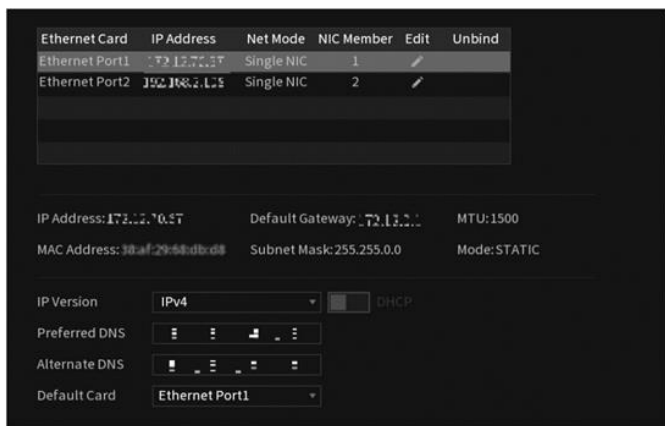 Ethernet Card IP Address Net Mode NIC Member Edit Unbind
Ethernet Port1 Single NIC 1
Ethernet Port2 Single NIC 2
IP Address: Default Gateway: MTU:1500
MAC Address: Subnet Mask:255.255.0.0 Mode:STATIC
IP Version IPv4 DHCP
Preferred DNS
Alternate DNS
Default Card Ethernet Port1